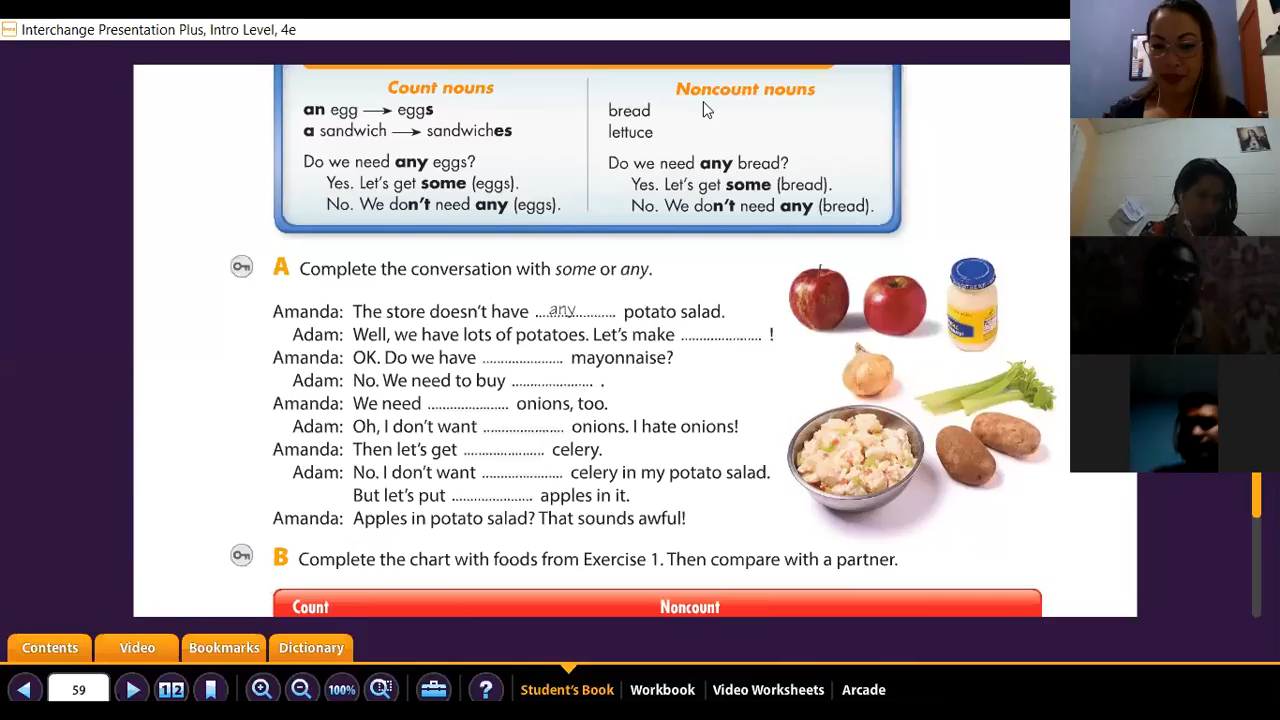 Interchange Presentation Plus, Intro Level, 4e
Count nouns
an egg → eggs
a sandwich → sandwiches
Do we need any eggs?
Yes. Let's get some (eggs).
No. We don't need any (eggs).
Noncount nouns
bread
lettuce
Do we need any bread?
Yes. Let's get some (bread).
No. We don't need any (bread).
A Complete the conversation with some or any.
Amanda: The store doesn't have ....any.... potato salad.
Adam: Well, we have lots of potatoes. Let's make .................... !
Amanda: OK. Do we have .................... mayonnaise?
Adam: No. We need to buy .................... .
Amanda: We need .................... onions, too.
Adam: Oh, I don't want .................... onions. I hate onions!
Amanda: Then let's get .................... celery.
Adam: No. I don't want .................... celery in my potato salad.
But let's put .................... apples in it.
Amanda: Apples in potato salad? That sounds awful!
B Complete the chart with foods from Exercise 1. Then compare with a partner.
Count Noncount
Contents Video Bookmarks Dictionary
59 1 2 100% ? Student's Book Workbook Video Worksheets Arcade